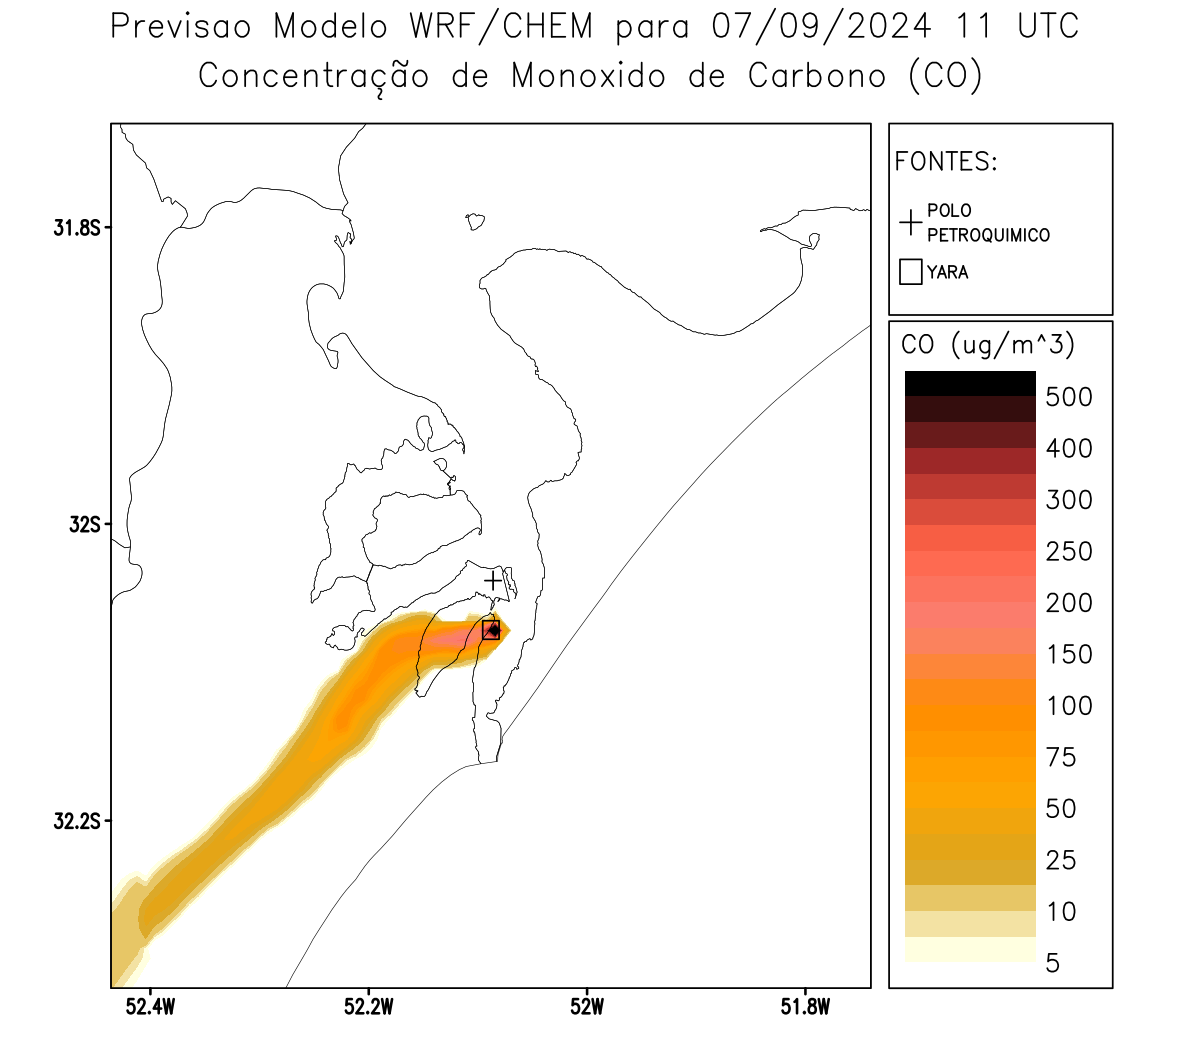 Previsao Modelo WRF/CHEM para 07/09/2024 11 UTC
Concentração de Monoxido de Carbono (CO)
FONTES:
POLO
PETROQUIMICO
YARA
CO (ug/m^3)
500
400
300
250
200
150
100
75
50
25
10
5
31.8S
32S
32.2S
52.4W
52.2W
52W
51.8W